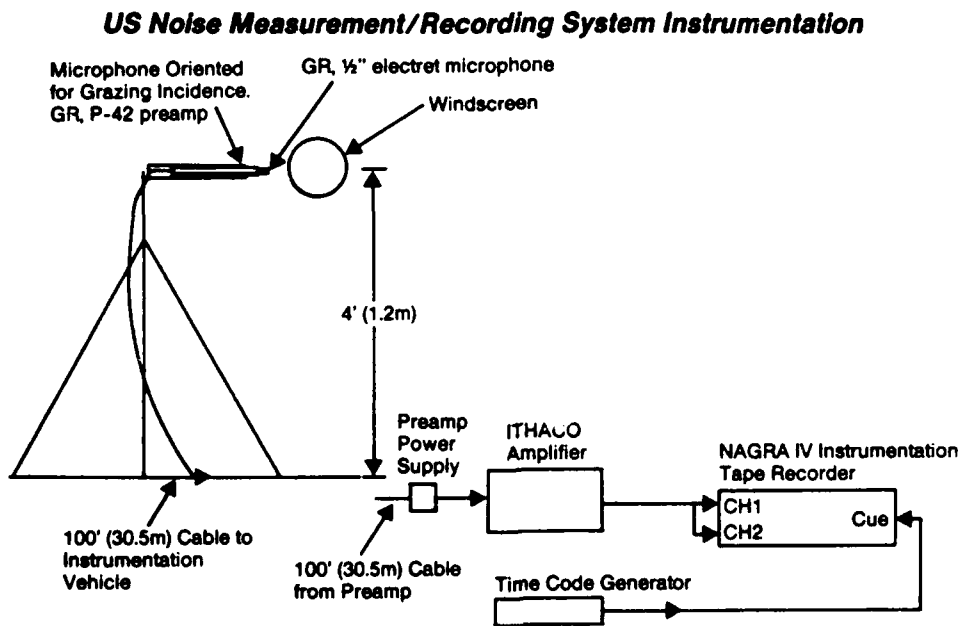 US Noise Measurement/Recording System Instrumentation
Microphone Oriented
for Grazing Incidence.
GR, P-42 preamp
GR, ½" electret microphone
Windscreen
4' (1.2m)
Preamp
Power
Supply
ITHACO
Amplifier
NAGRA IV Instrumentation
Tape Recorder
CH1
CH2
Cue
100' (30.5m) Cable to
Instrumentation
Vehicle
100' (30.5m) Cable
from Preamp
Time Code Generator